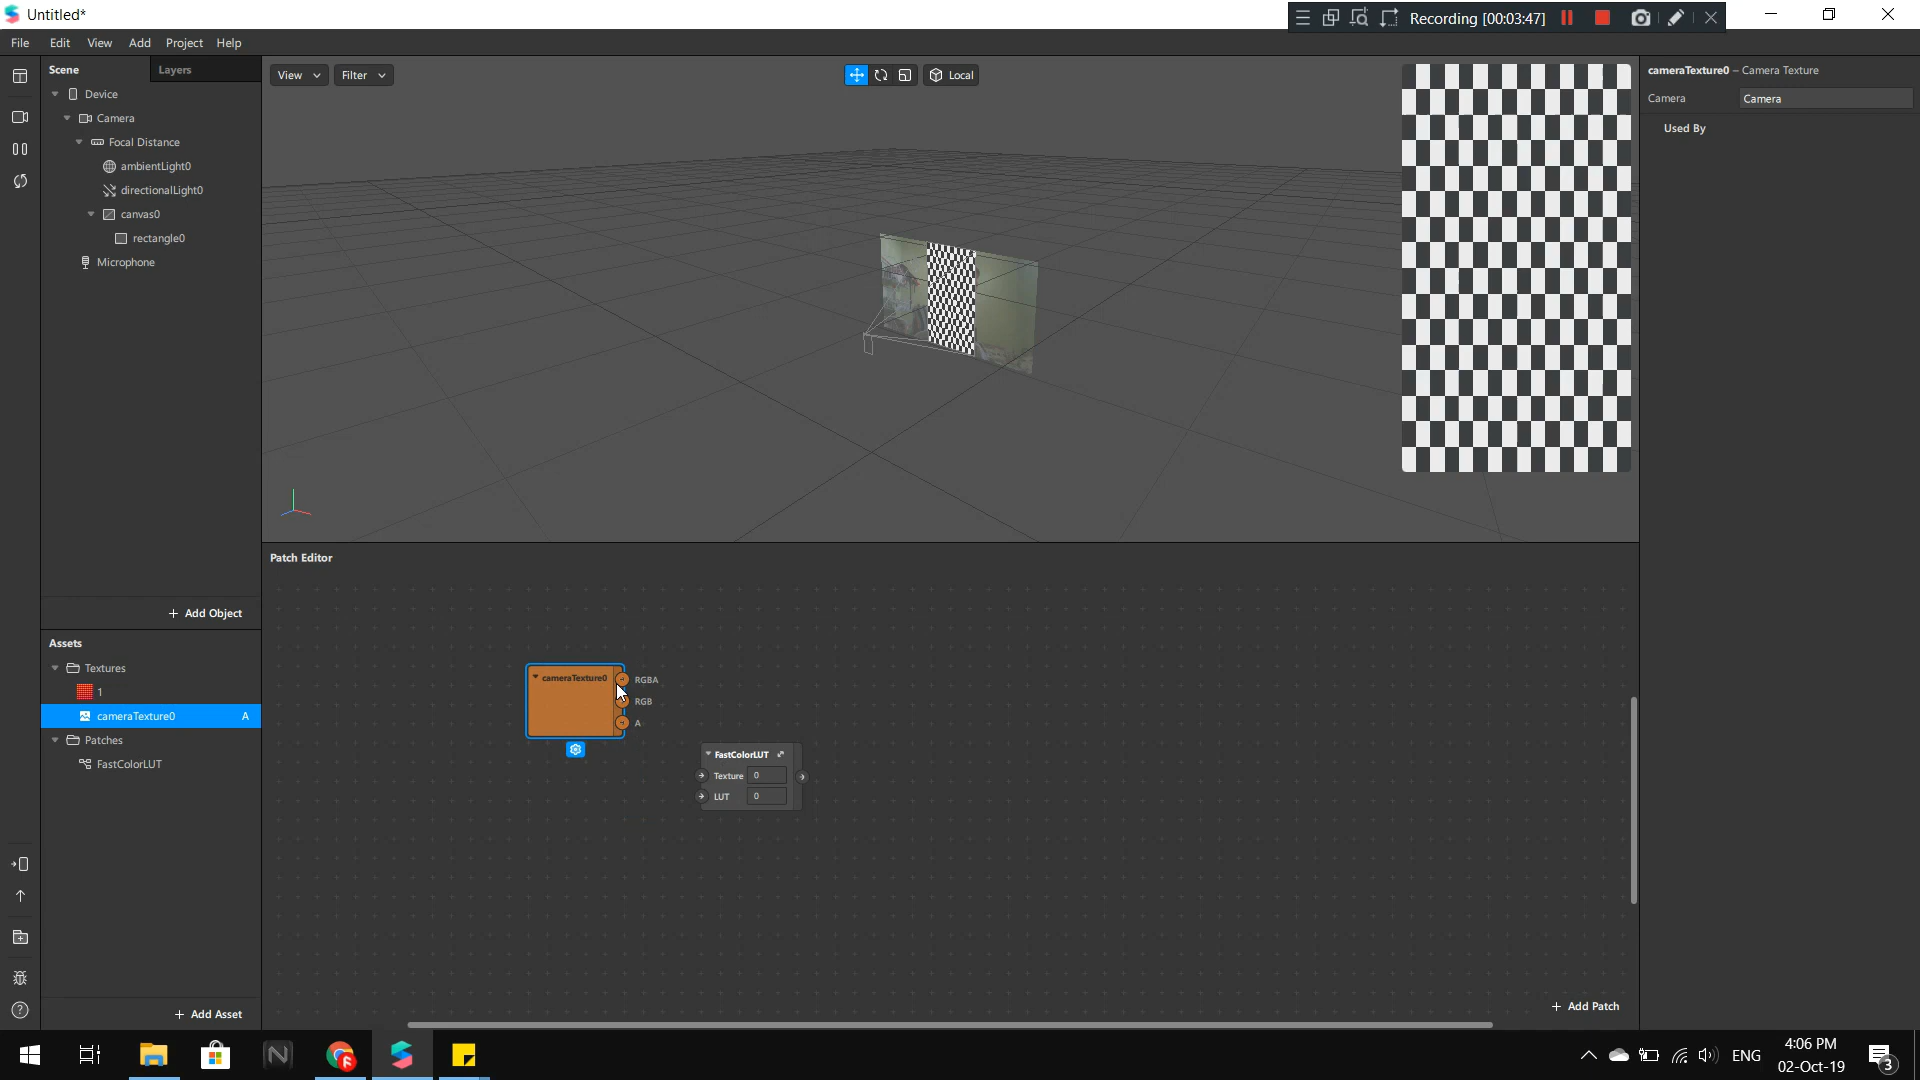 Untitled*
Recording [00:03:47]
File Edit View Add Project Help
Scene Layers
Device
Camera
Focal Distance
ambientLight0
directionalLight0
canvas0
rectangle0
Microphone
+ Add Object
View Filter Local
cameraTexture0 – Camera Texture
Camera Camera
Used By
Assets
Textures
1
cameraTexture0 A
Patches
FastColorLUT
+ Add Asset
Patch Editor
cameraTexture0 RGBA
RGB
A
FastColorLUT
Texture 0
LUT 0
+ Add Patch
ENG
4:06 PM
02-Oct-19
3